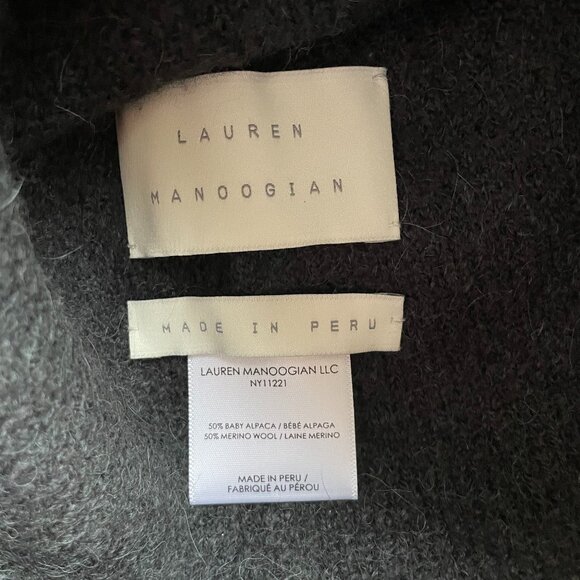 LAUREN
MANOOGIAN
MADE IN PERU
LAUREN MANOOGIAN LLC
NY11221
50% BABY ALPACA / BÉBÉ ALPAGA
50% MERINO WOOL / LAINE MERINO
MADE IN PERU /
FABRIQUÉ AU PÉROU